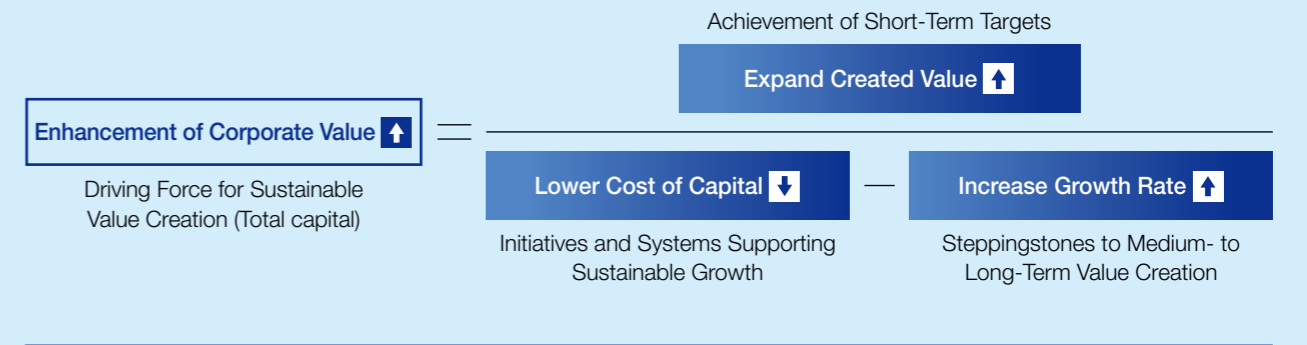 Achievement of Short-Term Targets
Expand Created Value ↑
Enhancement of Corporate Value ↑
=
Driving Force for Sustainable
Value Creation (Total capital)
Lower Cost of Capital ↓
—
Increase Growth Rate ↑
Initiatives and Systems Supporting
Sustainable Growth
Steppingstones to Medium- to
Long-Term Value Creation